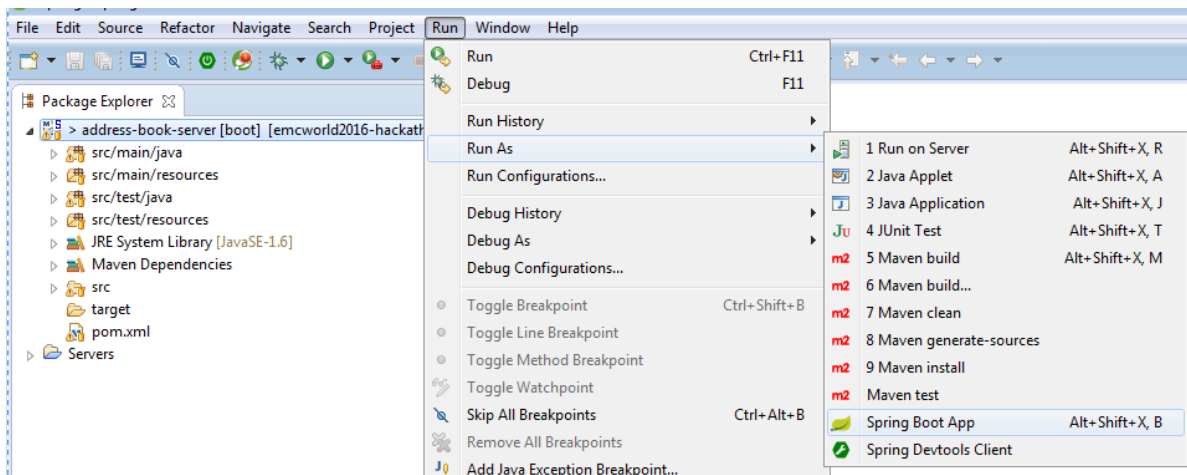 File Edit Source Refactor Navigate Search Project Run Window Help
Package Explorer
> address-book-server [boot] [emcworld2016-hackath
src/main/java
src/main/resources
src/test/java
src/test/resources
JRE System Library [JavaSE-1.6]
Maven Dependencies
src
target
pom.xml
Servers
Run Ctrl+F11
Debug F11
Run History
Run As
Run Configurations...
Debug History
Debug As
Debug Configurations...
Toggle Breakpoint Ctrl+Shift+B
Toggle Line Breakpoint
Toggle Method Breakpoint
Toggle Watchpoint
Skip All Breakpoints Ctrl+Alt+B
Remove All Breakpoints
Add Java Exception Breakpoint...
1 Run on Server Alt+Shift+X, R
2 Java Applet Alt+Shift+X, A
3 Java Application Alt+Shift+X, J
4 JUnit Test Alt+Shift+X, T
5 Maven build Alt+Shift+X, M
6 Maven build...
7 Maven clean
8 Maven generate-sources
9 Maven install
Maven test
Spring Boot App Alt+Shift+X, B
Spring Devtools Client